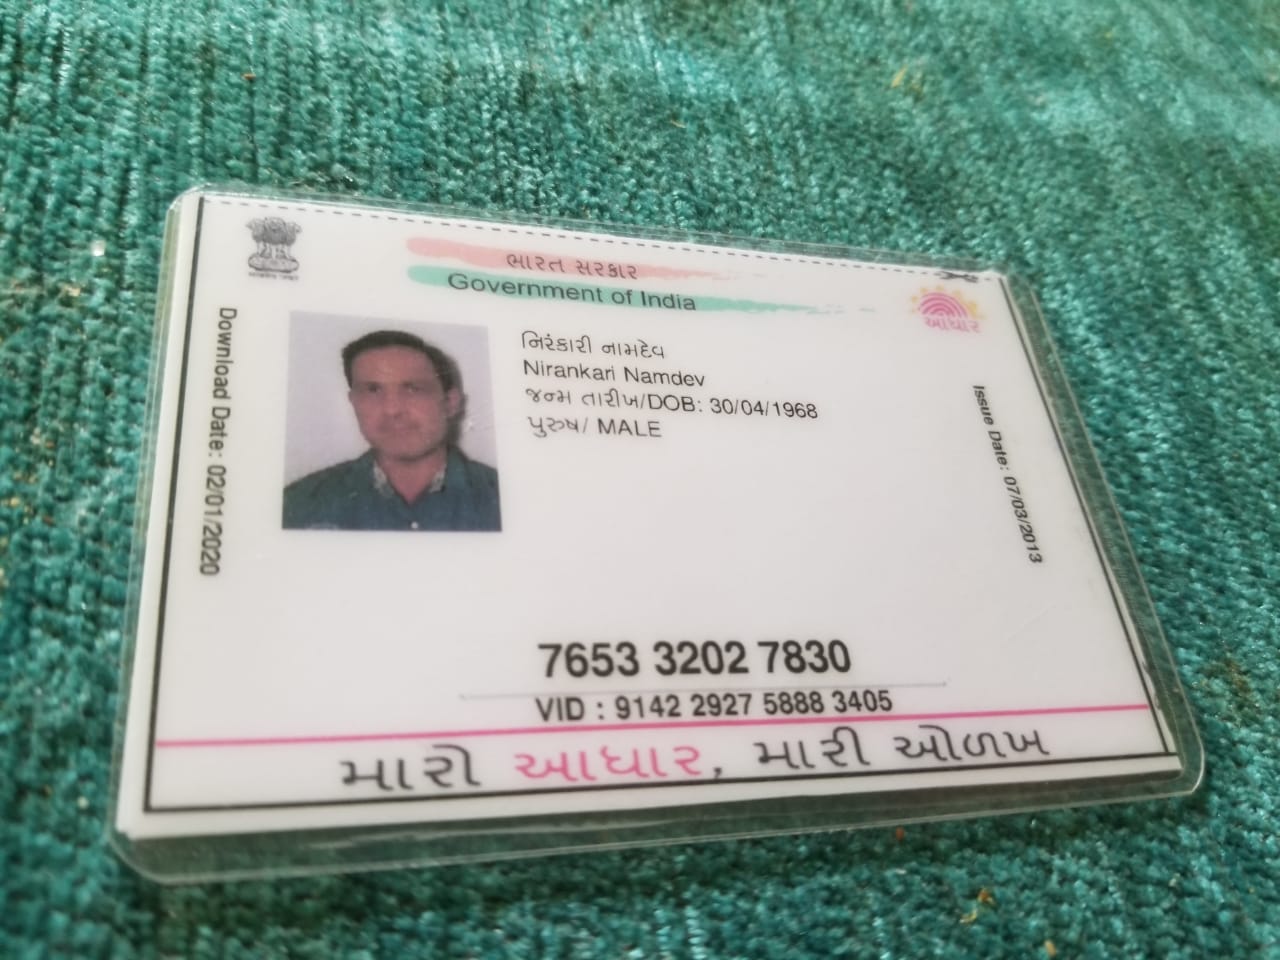 ભારત સરકાર
Government of India
આધાર
Download Date: 02/01/2020
નિરંકારી નામદેવ
Nirankari Namdev
જન્મ તારીખ/DOB: 30/04/1968
પુરુષ/ MALE
Issue Date: 07/03/2013
7653 3202 7830
VID : 9142 2927 5888 3405
મારો આધાર, મારી ઓળખ